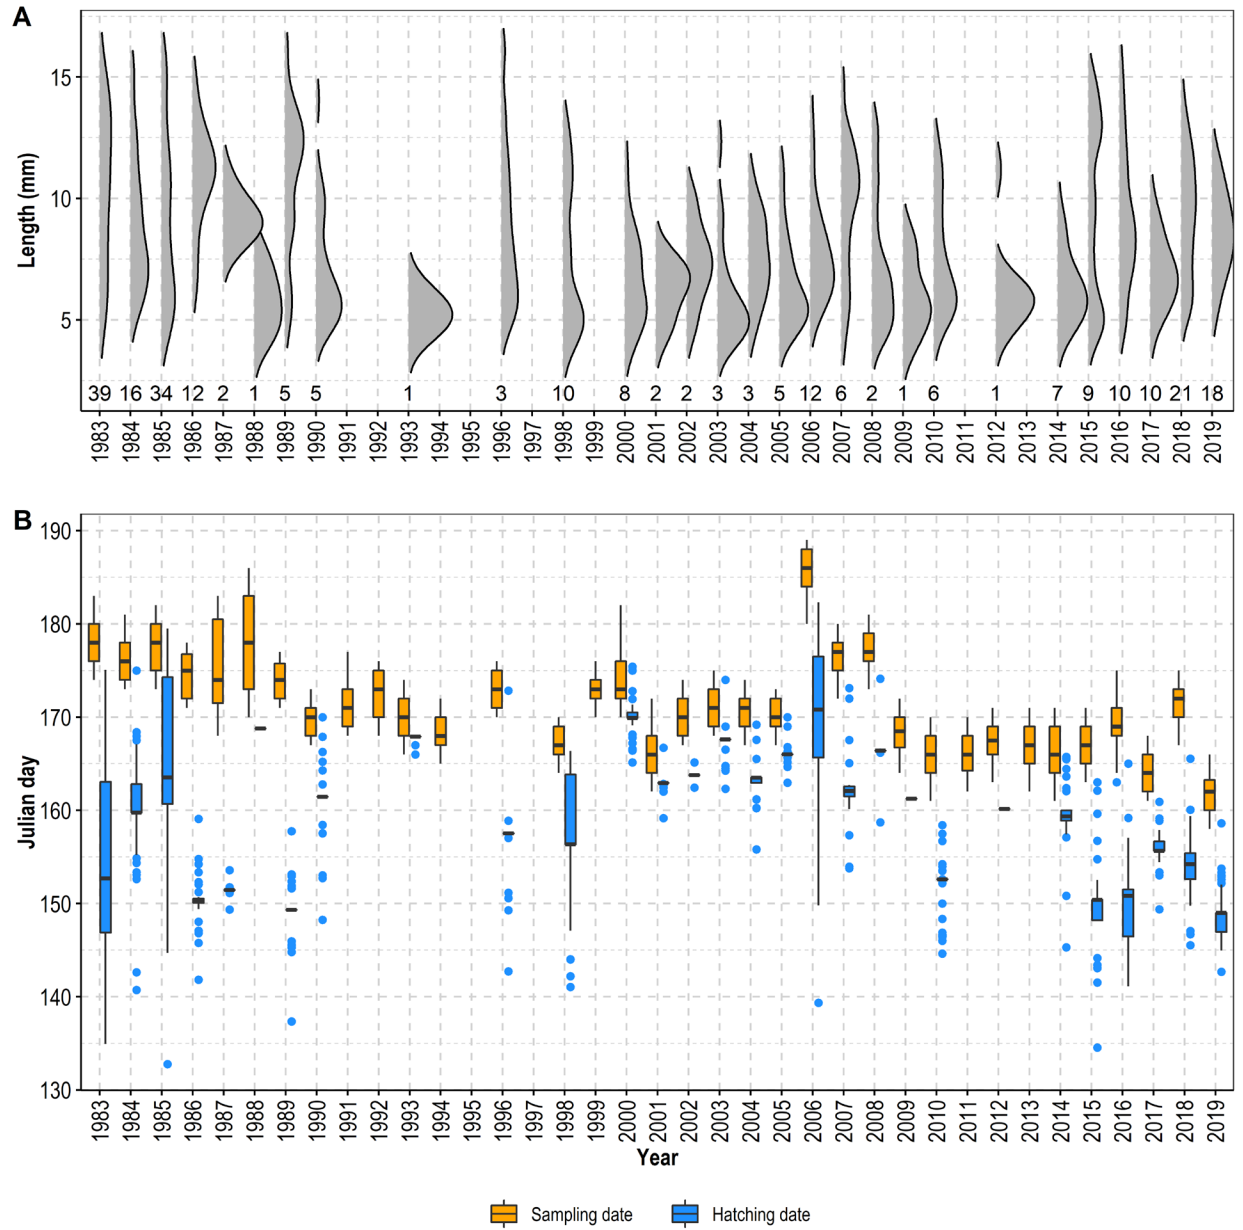 A
Length (mm)
15
10
5
39 16 34 12 2 1 5 5 1 3 10 8 2 2 3 3 5 12 6 2 1 6 1 7 9 10 10 21 18
1983 1984 1985 1986 1987 1988 1989 1990 1991 1992 1993 1994 1995 1996 1997 1998 1999 2000 2001 2002 2003 2004 2005 2006 2007 2008 2009 2010 2011 2012 2013 2014 2015 2016 2017 2018 2019
B
Julian day
190
180
170
160
150
140
130
1983 1984 1985 1986 1987 1988 1989 1990 1991 1992 1993 1994 1995 1996 1997 1998 1999 2000 2001 2002 2003 2004 2005 2006 2007 2008 2009 2010 2011 2012 2013 2014 2015 2016 2017 2018 2019
Year
Sampling date Hatching date